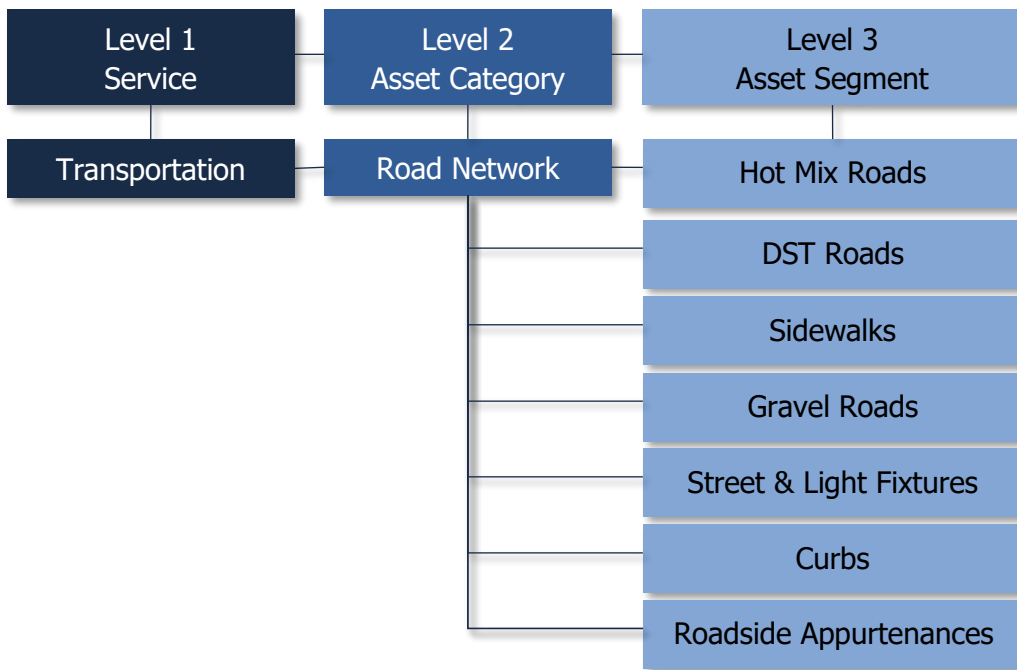 Level 1
Service
Level 2
Asset Category
Level 3
Asset Segment
Transportation
Road Network
Hot Mix Roads
DST Roads
Sidewalks
Gravel Roads
Street & Light Fixtures
Curbs
Roadside Appurtenances